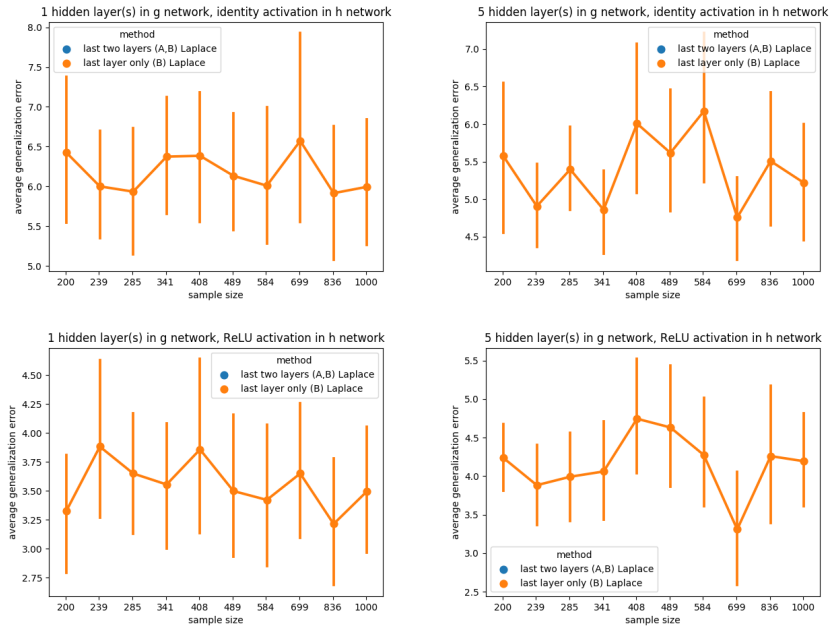 1 hidden layer(s) in g network, identity activation in h network
8.0
7.5
7.0
6.5
6.0
5.5
5.0
average generalization error
method
last two layers (A,B) Laplace
last layer only (B) Laplace
200 239 285 341 408 489 584 699 836 1000
sample size
5 hidden layer(s) in g network, identity activation in h network
7.0
6.5
6.0
5.5
5.0
4.5
average generalization error
method
last two layers (A,B) Laplace
last layer only (B) Laplace
200 239 285 341 408 489 584 699 836 1000
sample size
1 hidden layer(s) in g network, ReLU activation in h network
4.50
4.25
4.00
3.75
3.50
3.25
3.00
2.75
average generalization error
method
last two layers (A,B) Laplace
last layer only (B) Laplace
200 239 285 341 408 489 584 699 836 1000
sample size
5 hidden layer(s) in g network, ReLU activation in h network
5.5
5.0
4.5
4.0
3.5
3.0
2.5
average generalization error
method
last two layers (A,B) Laplace
last layer only (B) Laplace
200 239 285 341 408 489 584 699 836 1000
sample size